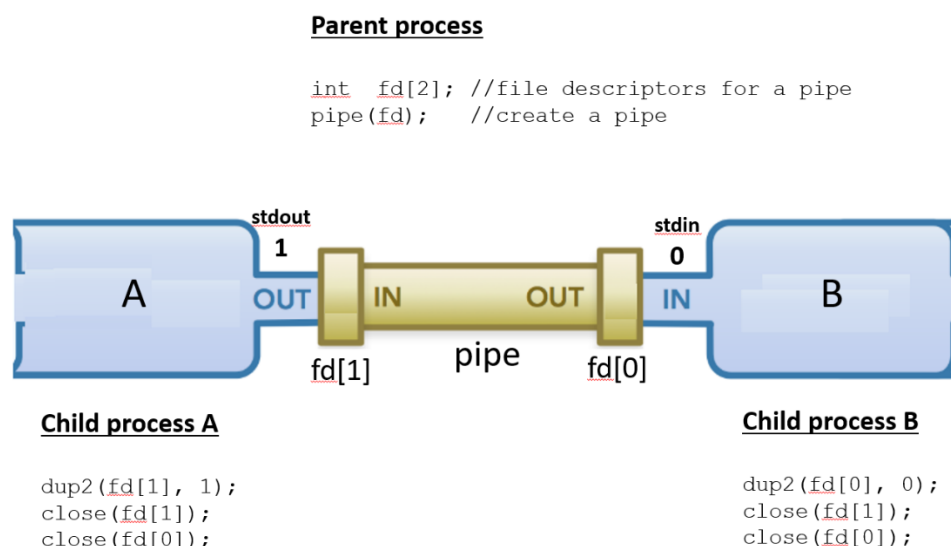 Parent process
int fd[2]; //file descriptors for a pipe
pipe(fd); //create a pipe
stdout
1
stdin
0
A
OUT
IN
OUT
IN
B
fd[1]
pipe
fd[0]
Child process A
dup2(fd[1], 1);
close(fd[1]);
close(fd[0]);
Child process B
dup2(fd[0], 0);
close(fd[1]);
close(fd[0]);